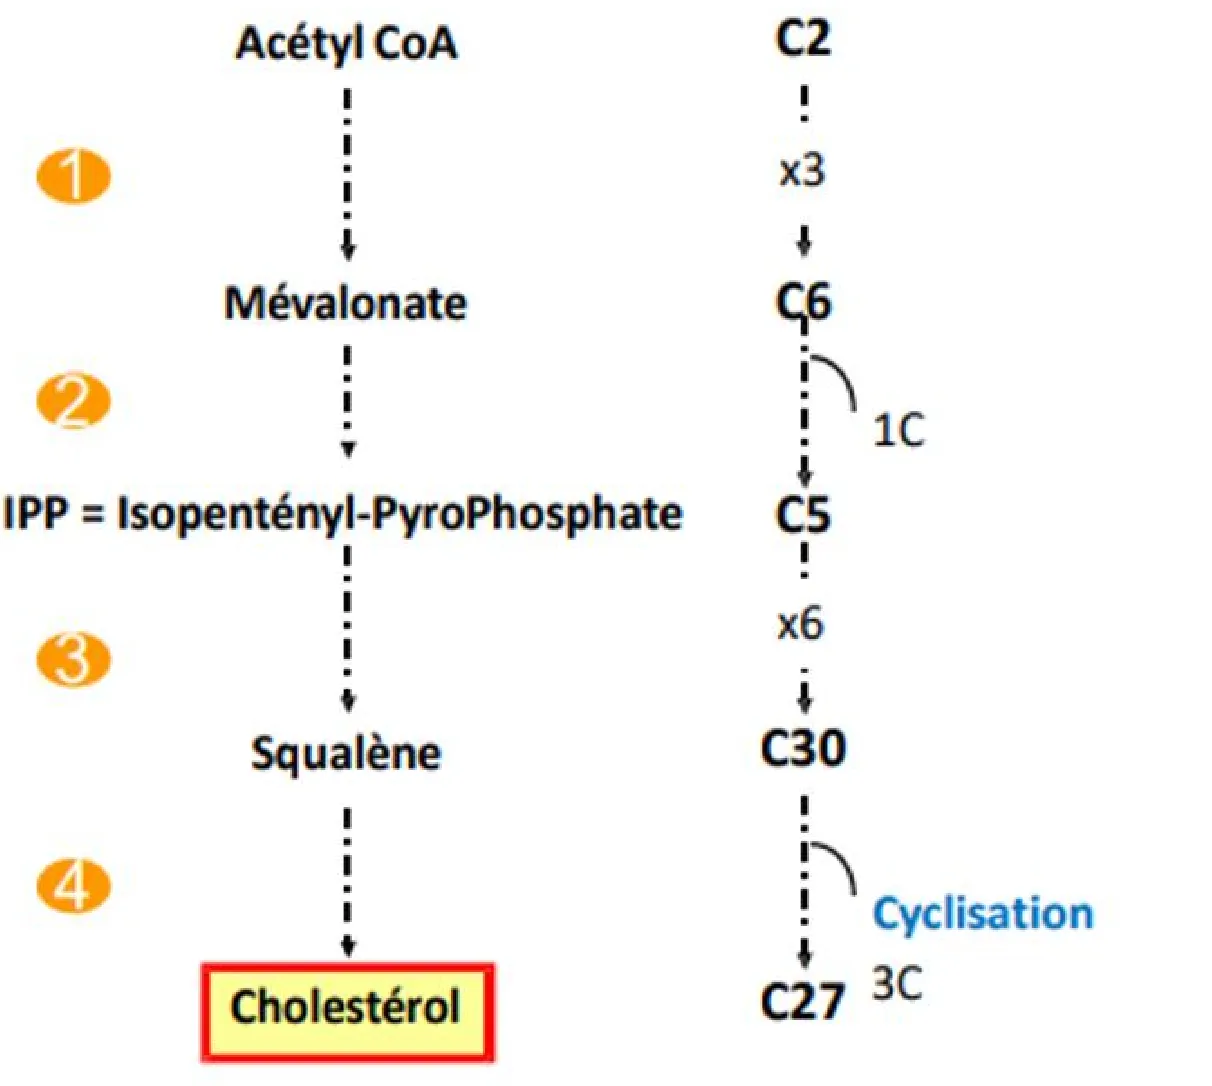 Acétyl CoA C2
1 x3
Mévalonate C6
2 1C
IPP = Isopentényl-PyroPhosphate C5
3 x6
Squalène C30
4 Cyclisation
Cholestérol C27 3C